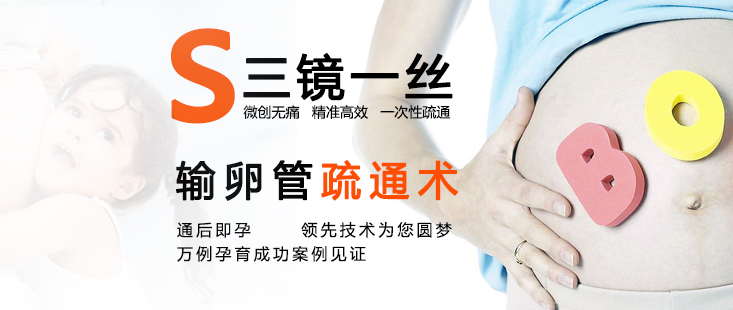 S三镜一丝
微创无痛 精准高效 一次性疏通
输卵管疏通术
通后即孕 领先技术为您圆梦
万例孕育成功案例见证
B
O